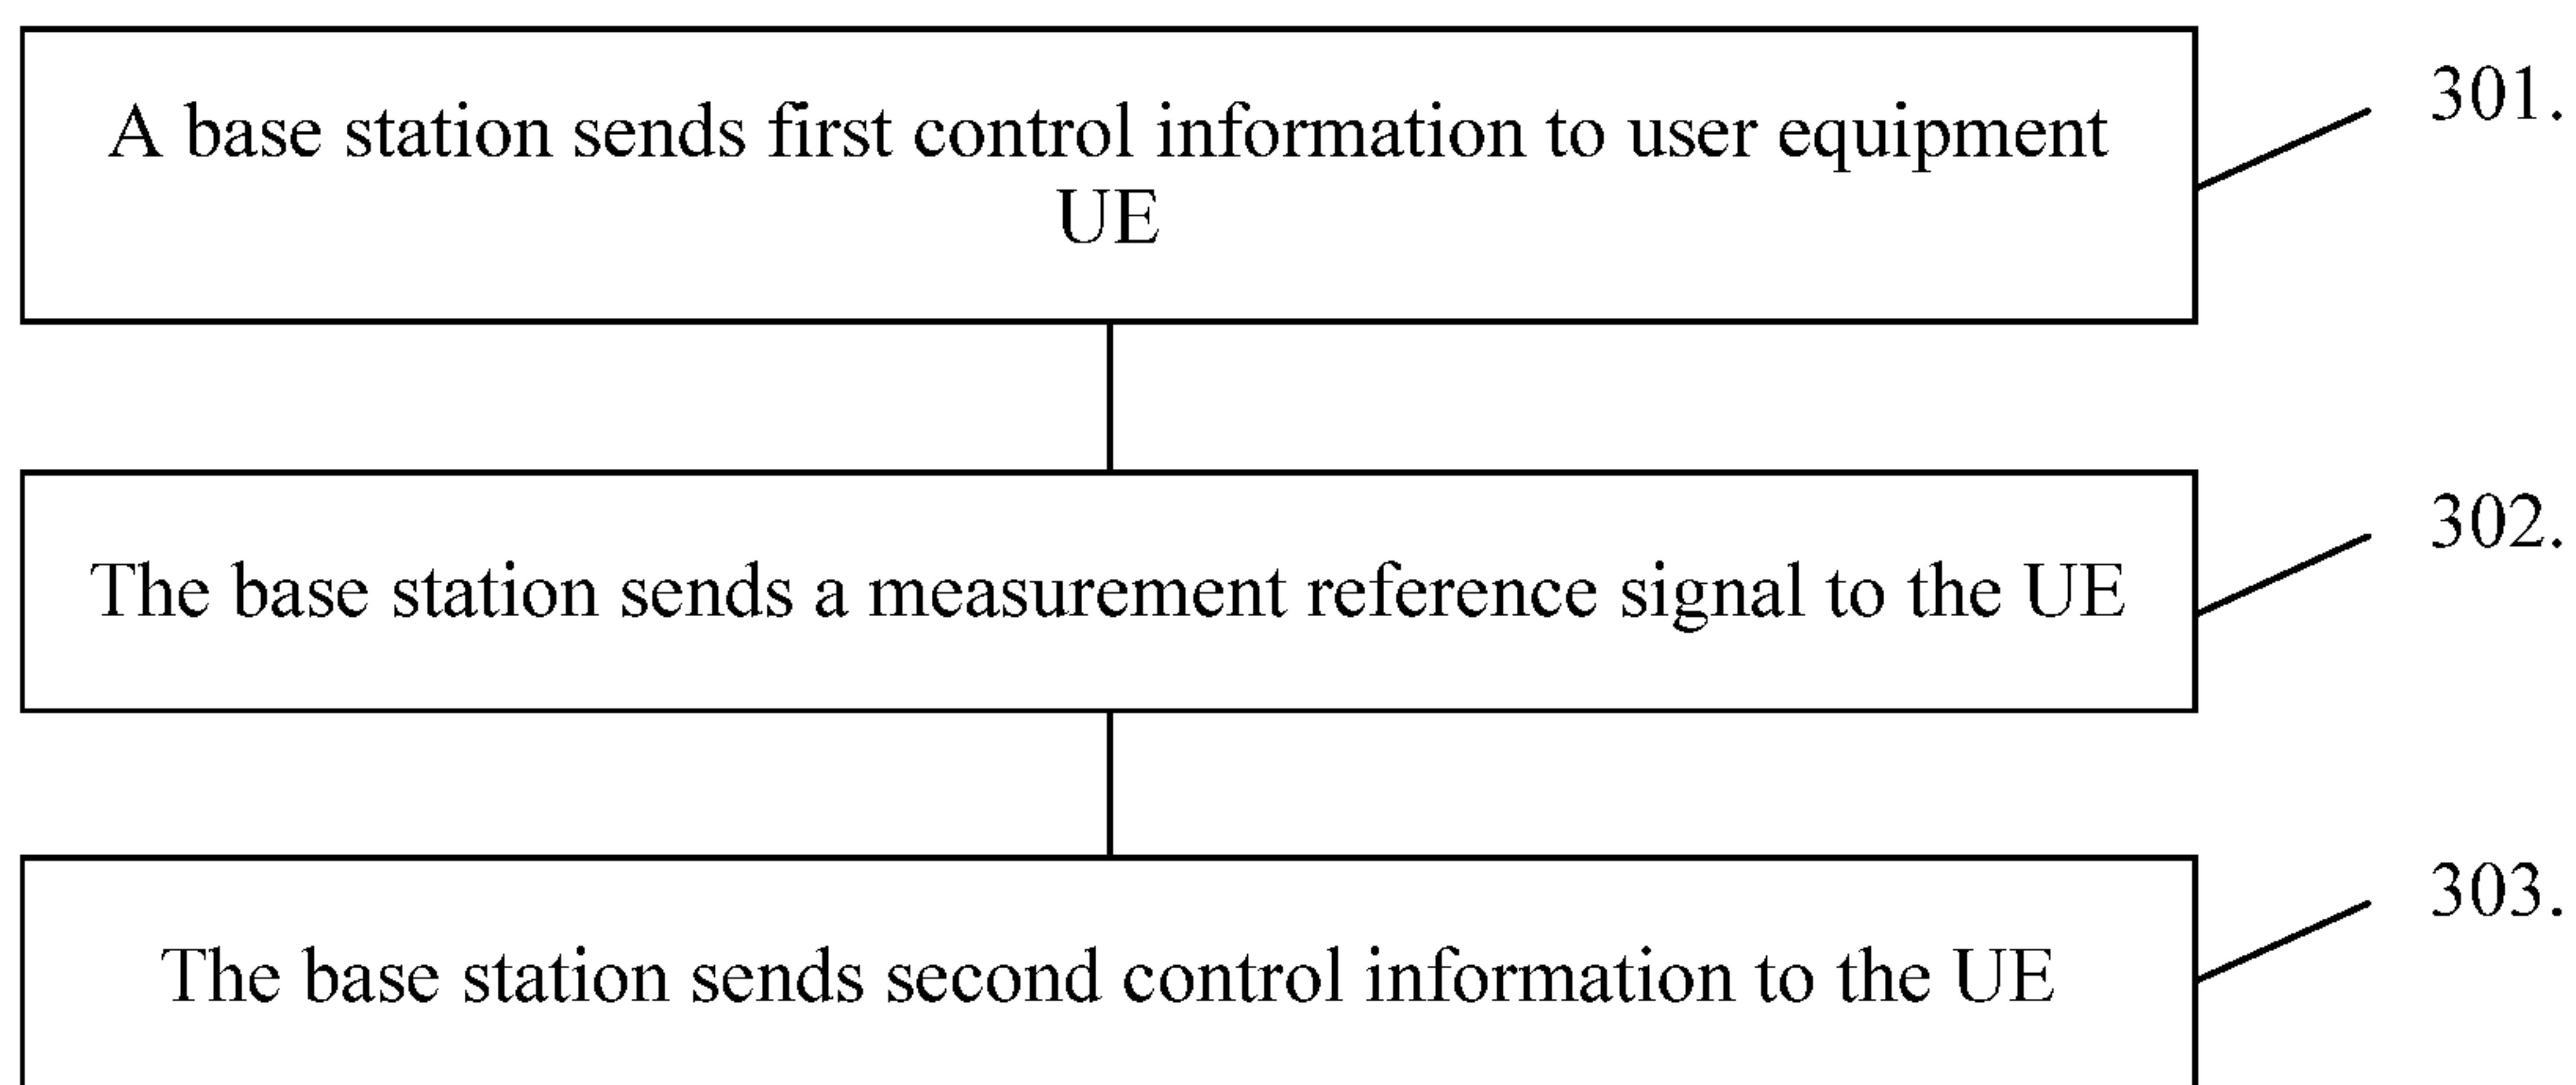 A base station sends first control information to user equipment
UE
301.
The base station sends a measurement reference signal to the UE
302.
The base station sends second control information to the UE
303.